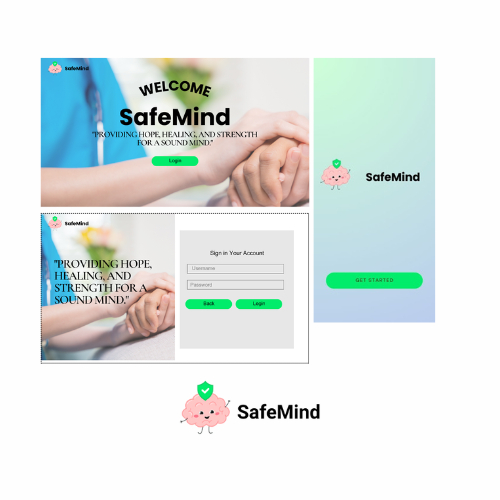 SafeMind
WELCOME
SafeMind
"PROVIDING HOPE, HEALING, AND STRENGTH
FOR A SOUND MIND."
Login
SafeMind
GET STARTED
SafeMind
"PROVIDING HOPE,
HEALING, AND
STRENGTH FOR A
SOUND MIND."
Sign in Your Account
Username
Password
Back
Login
SafeMind